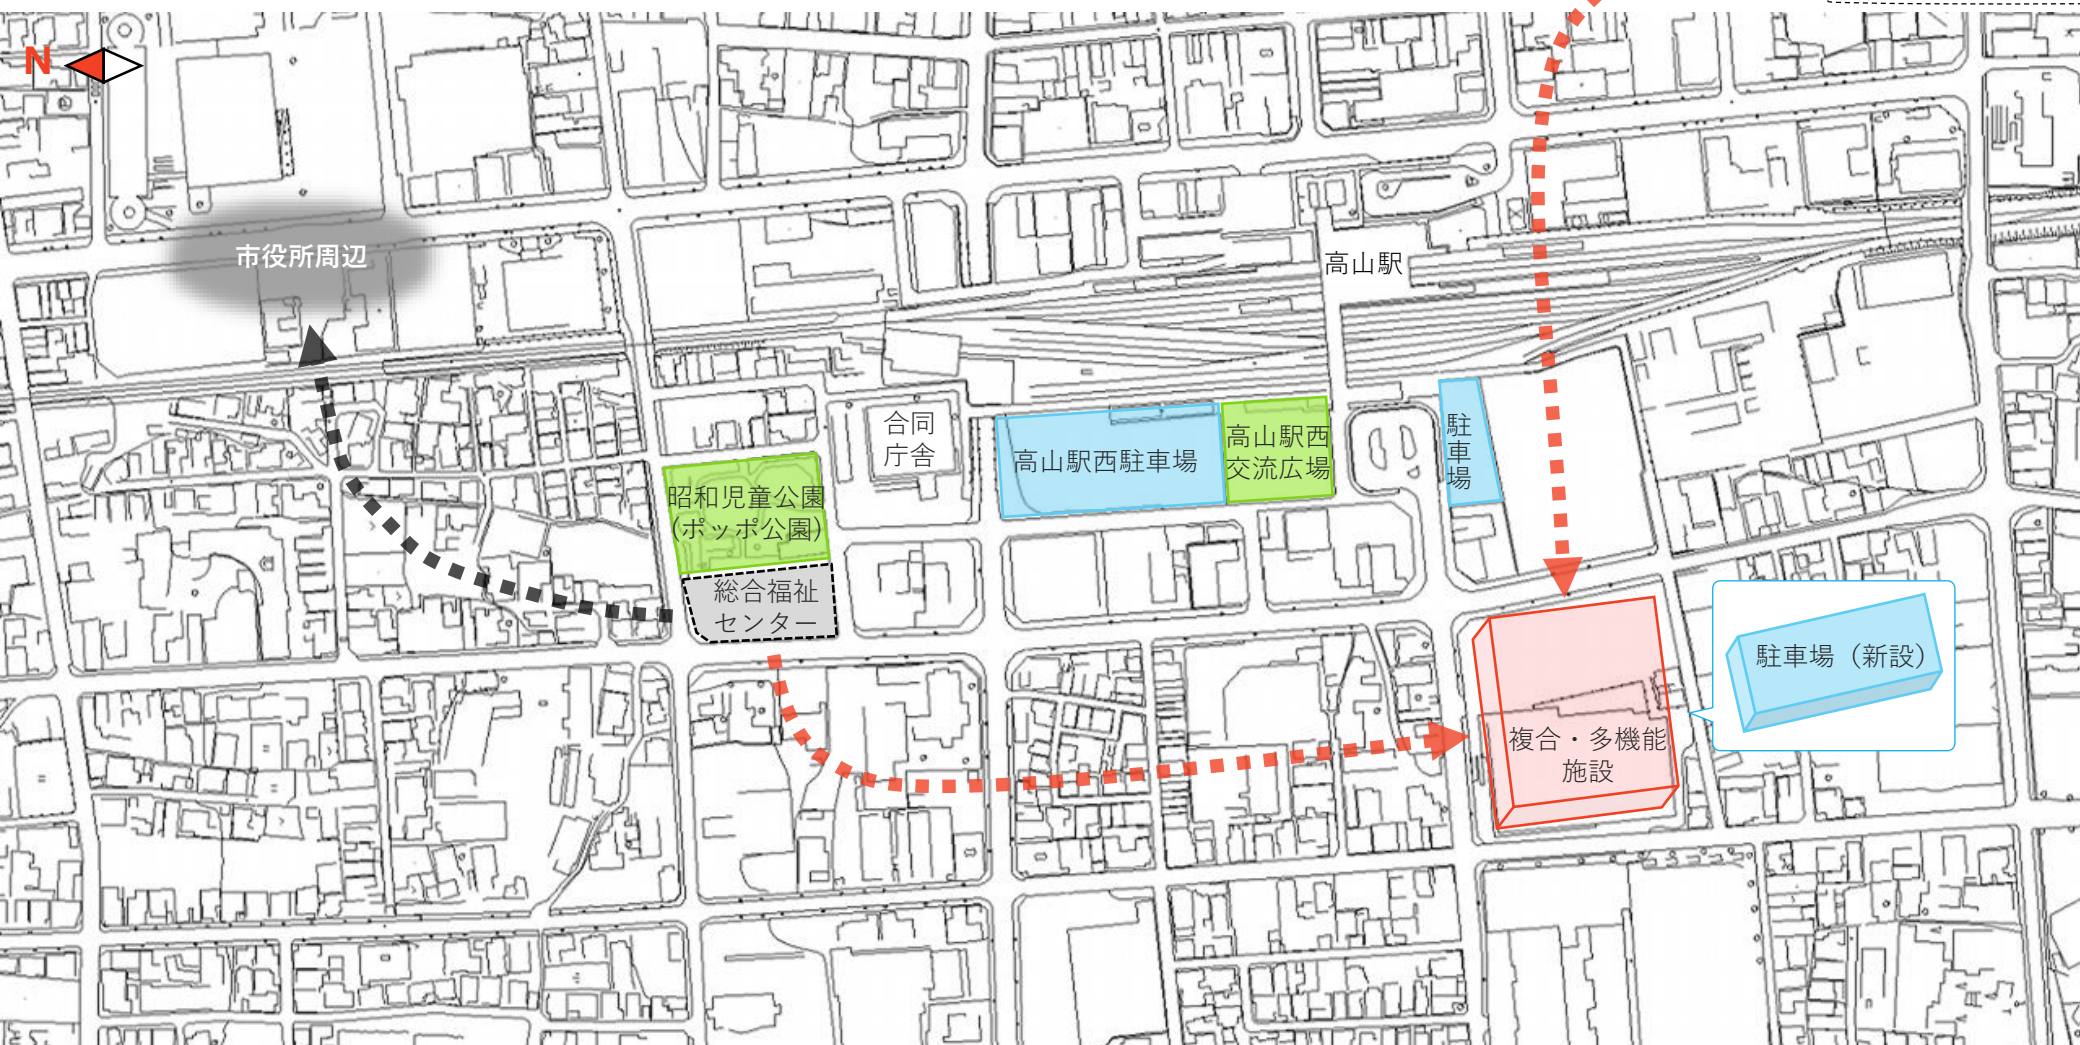 N
市役所周辺
高山駅
合同
庁舎
高山駅西駐車場
高山駅西
交流広場
駐車場
昭和児童公園
(ポッポ公園)
総合福祉
センター
駐車場（新設）
複合・多機能
施設